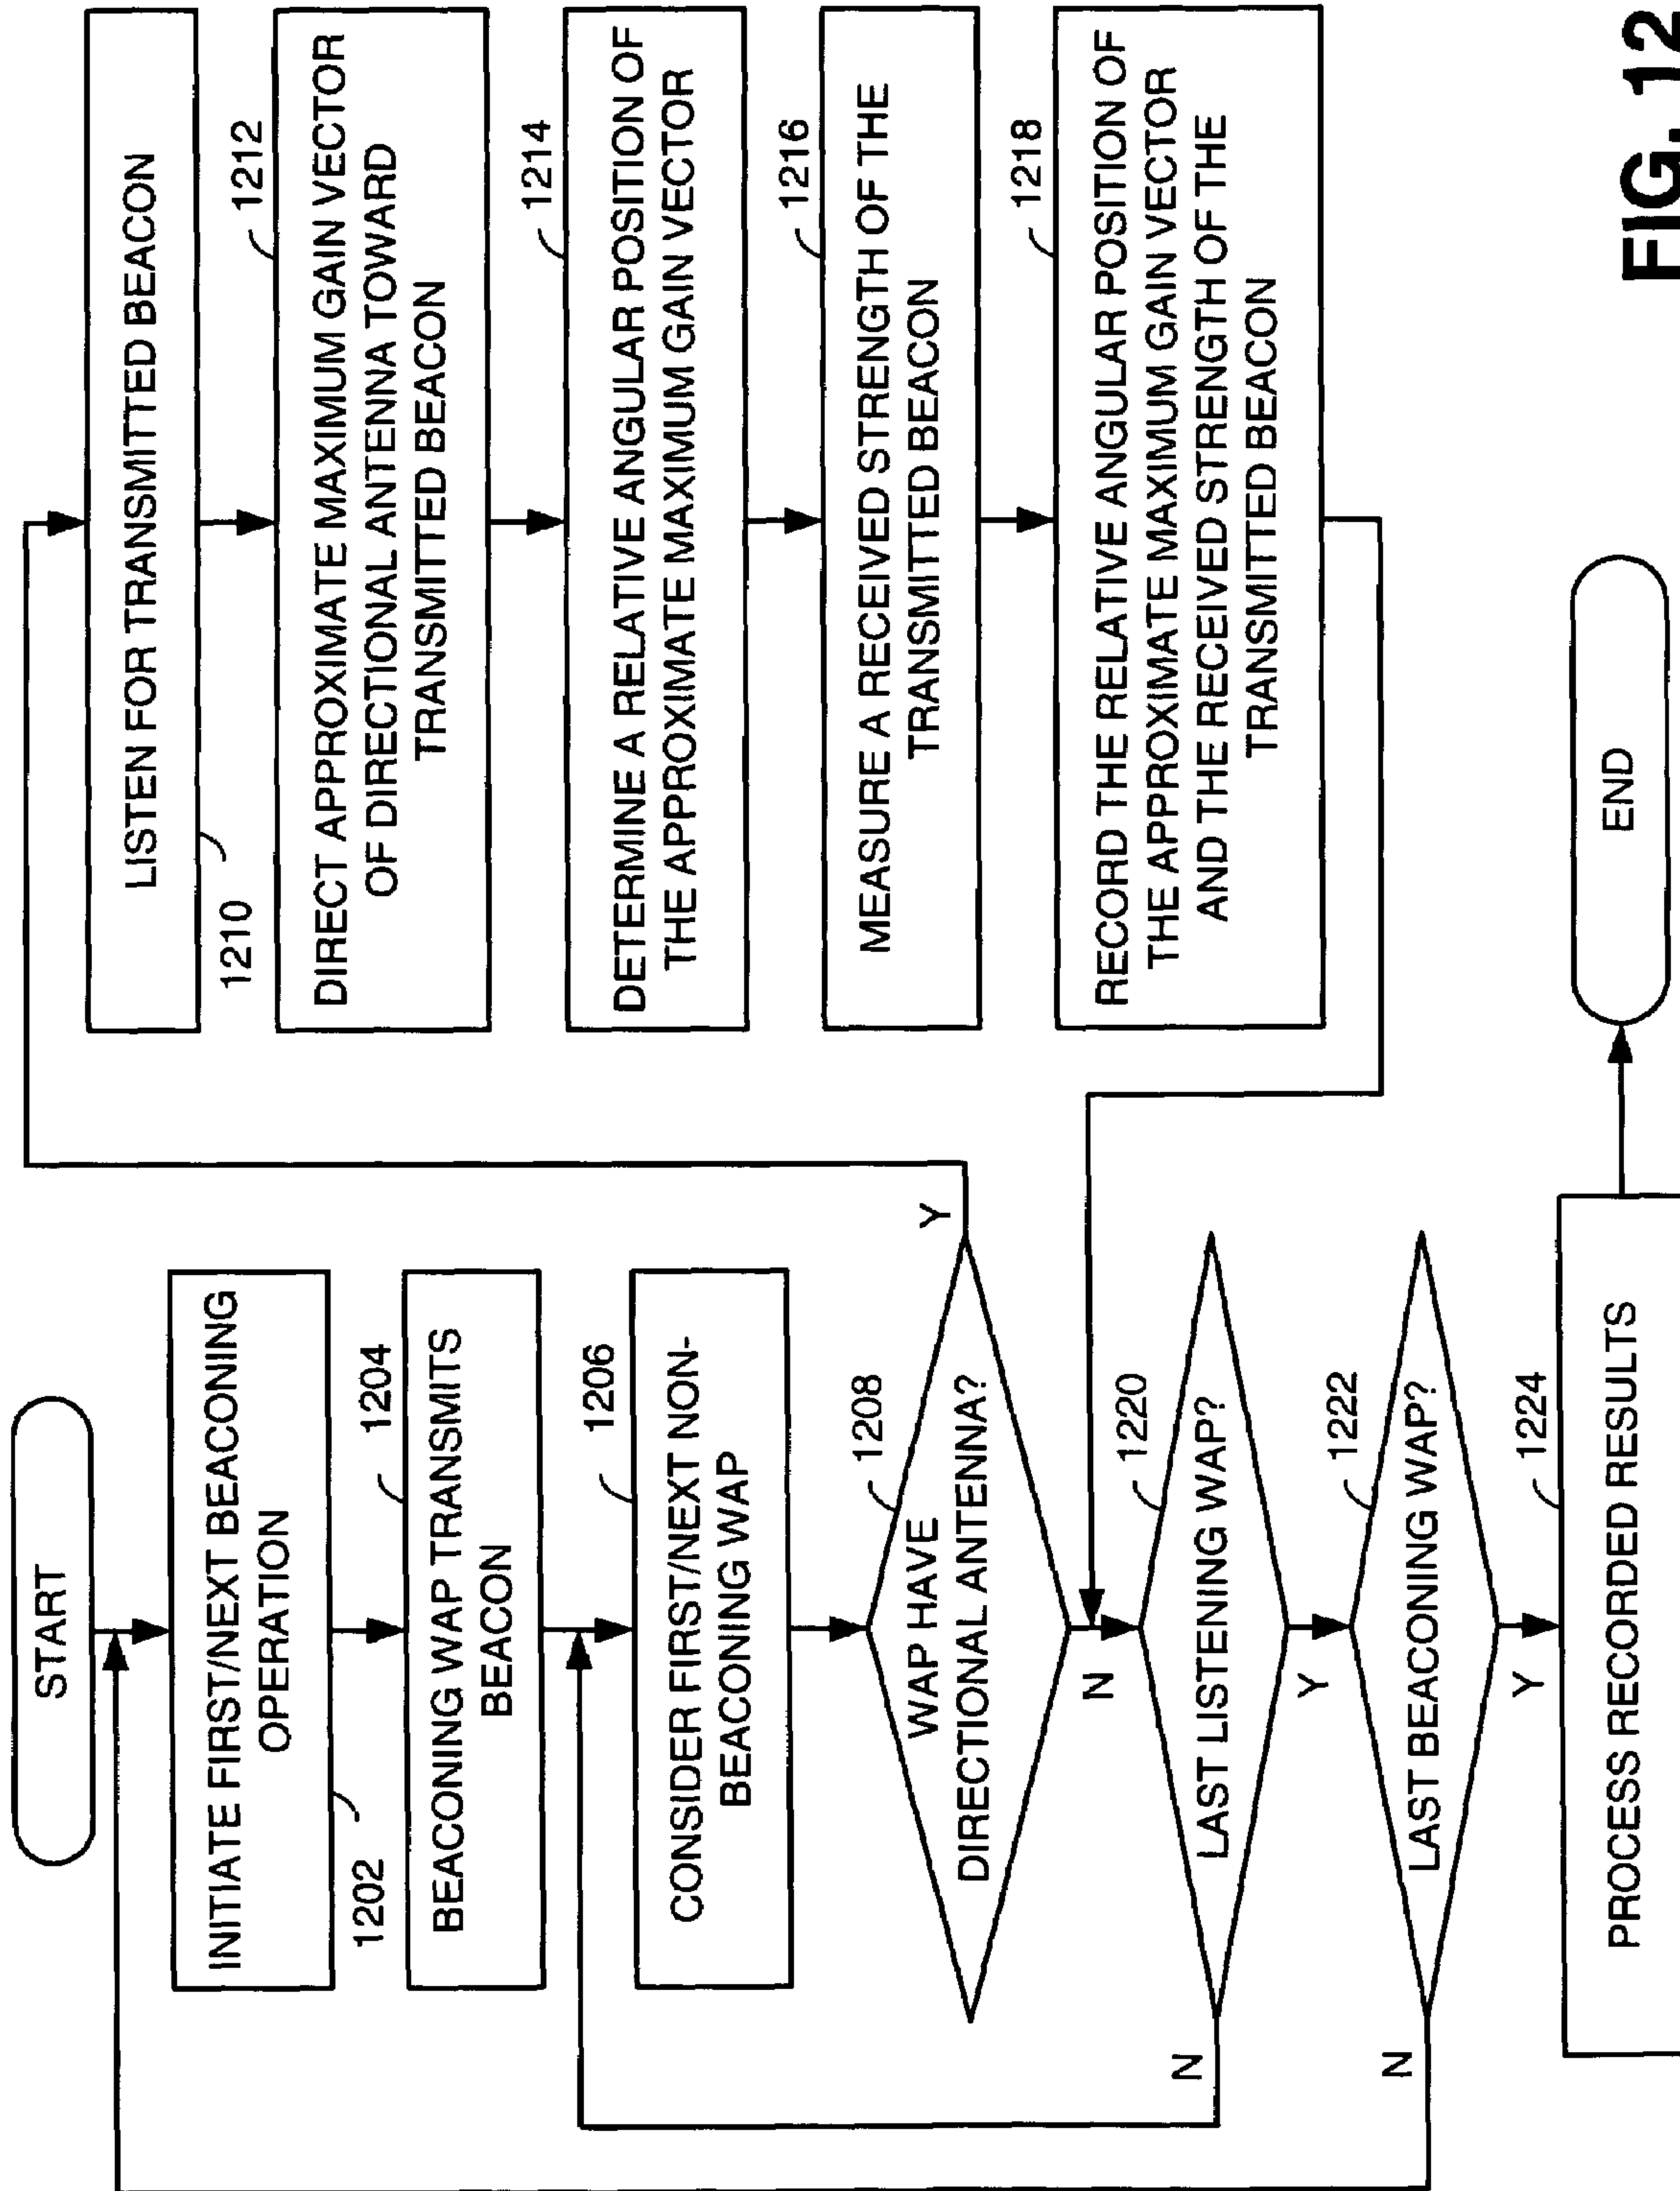 START
INITIATE FIRST/NEXT BEACONING
OPERATION
1202
BEACONING WAP TRANSMITS
BEACON
1204
CONSIDER FIRST/NEXT NON-
BEACONING WAP
1206
WAP HAVE
DIRECTIONAL ANTENNA?
1208
Y
N
LAST LISTENING WAP?
1220
N
Y
LAST BEACONING WAP?
1222
N
Y
PROCESS RECORDED RESULTS
1224
END
LISTEN FOR TRANSMITTED BEACON
1210
DIRECT APPROXIMATE MAXIMUM GAIN VECTOR
OF DIRECTIONAL ANTENNA TOWARD
TRANSMITTED BEACON
1212
DETERMINE A RELATIVE ANGULAR POSITION OF
THE APPROXIMATE MAXIMUM GAIN VECTOR
1214
MEASURE A RECEIVED STRENGTH OF THE
TRANSMITTED BEACON
1216
RECORD THE RELATIVE ANGULAR POSITION OF
THE APPROXIMATE MAXIMUM GAIN VECTOR
AND THE RECEIVED STRENGTH OF THE
TRANSMITTED BEACON
1218
FIG. 12